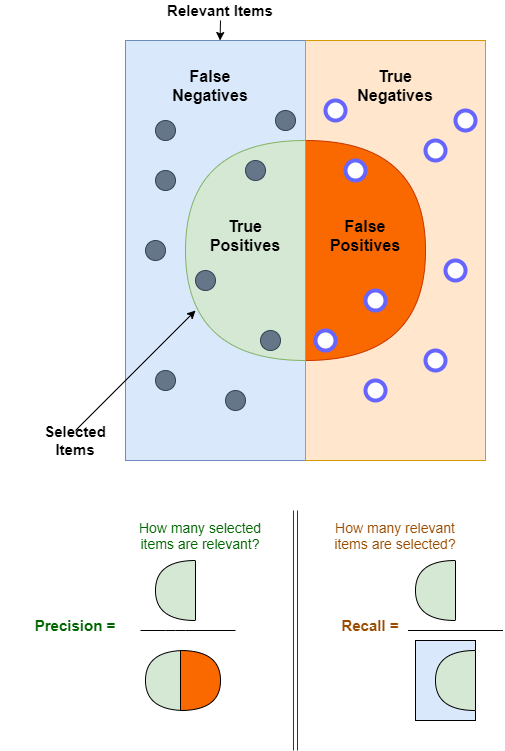 Relevant Items
False
Negatives
True
Negatives
True
Positives
False
Positives
Selected
Items
How many selected
items are relevant?
Precision =
How many relevant
items are selected?
Recall =